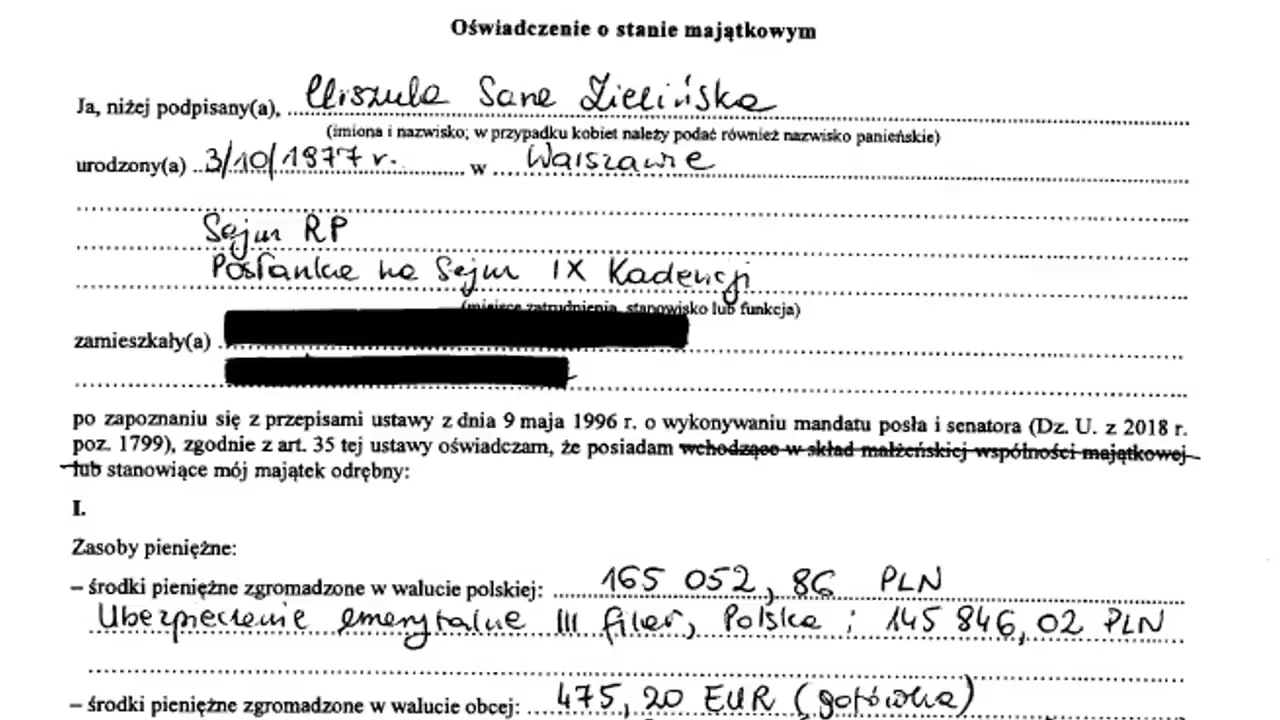 Oświadczenie o stanie majątkowym
Ja, niżej podpisany(a), Urszula Sara Zielińska
(imiona i nazwisko; w przypadku kobiet należy podać również nazwisko panieńskie)
urodzony(a) 3/10/1977 r. w Warszawie
Sejm RP
Posłanka na Sejm IX Kadencji
(miejsce zatrudnienia, stanowisko lub funkcja)
zamieszkały(a)
po zapoznaniu się z przepisami ustawy z dnia 9 maja 1996 r. o wykonywaniu mandatu posła i senatora (Dz. U. z 2018 r.
poz. 1799), zgodnie z art. 35 tej ustawy oświadczam, że posiadam wchodzące w skład małżeńskiej wspólności majątkowej
lub stanowiące mój majątek odrębny:
I.
Zasoby pieniężne:
– środki pieniężne zgromadzone w walucie polskiej: 165 052,86 PLN
Ubezpieczenie emerytalne III filar, Polska: 145 846,02 PLN
– środki pieniężne zgromadzone w walucie obcej: 475,20 EUR (gotówka)